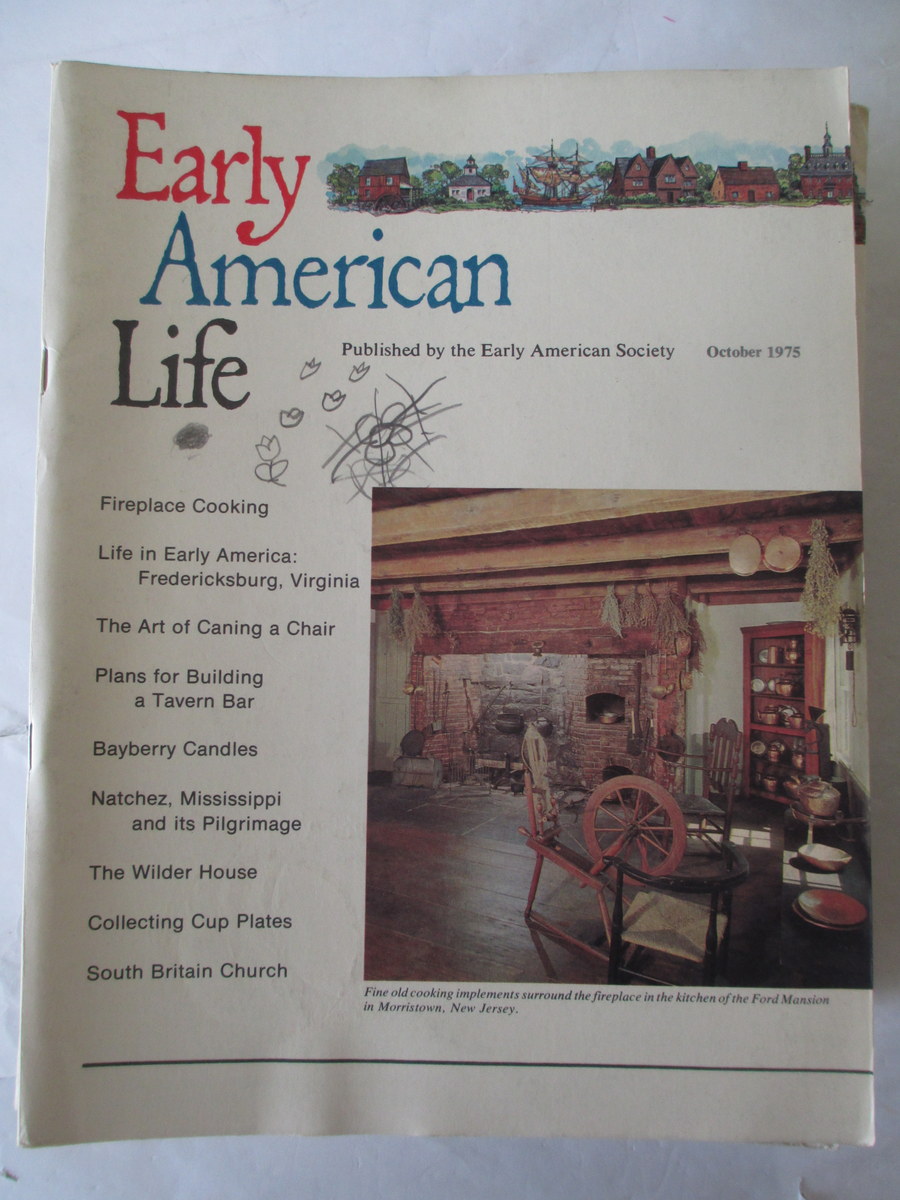 Early
American
Life
Published by the Early American Society
October 1975
Fireplace Cooking
Life in Early America:
Fredericksburg, Virginia
The Art of Caning a Chair
Plans for Building
a Tavern Bar
Bayberry Candles
Natchez, Mississippi
and its Pilgrimage
The Wilder House
Collecting Cup Plates
South Britain Church
Fine old cooking implements surround the fireplace in the kitchen of the Ford Mansion
in Morristown, New Jersey.